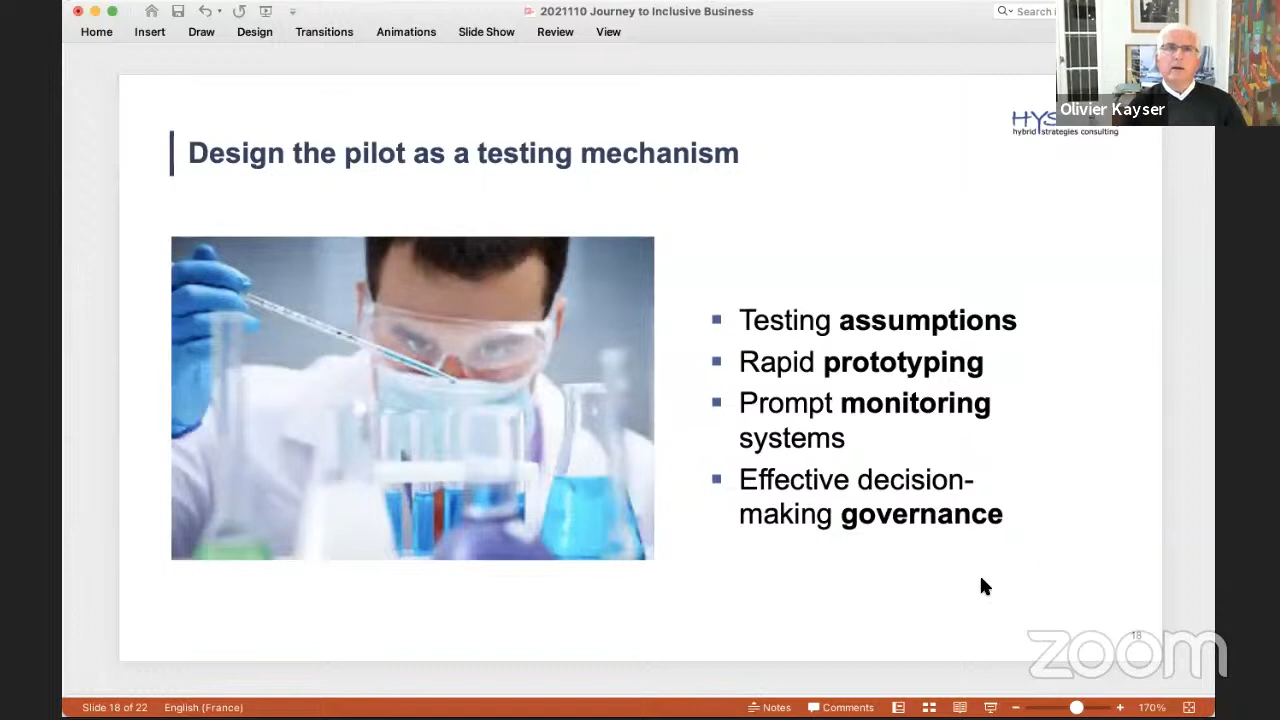 2021110 Journey to Inclusive Business
Search
Home Insert Draw Design Transitions Animations Slide Show Review View
Olivier Kayser
HYS
hybrid strategies consulting
Design the pilot as a testing mechanism
Testing assumptions
Rapid prototyping
Prompt monitoring
systems
Effective decision-
making governance
18
zoom
Slide 18 of 22 English (France) Notes Comments 170%